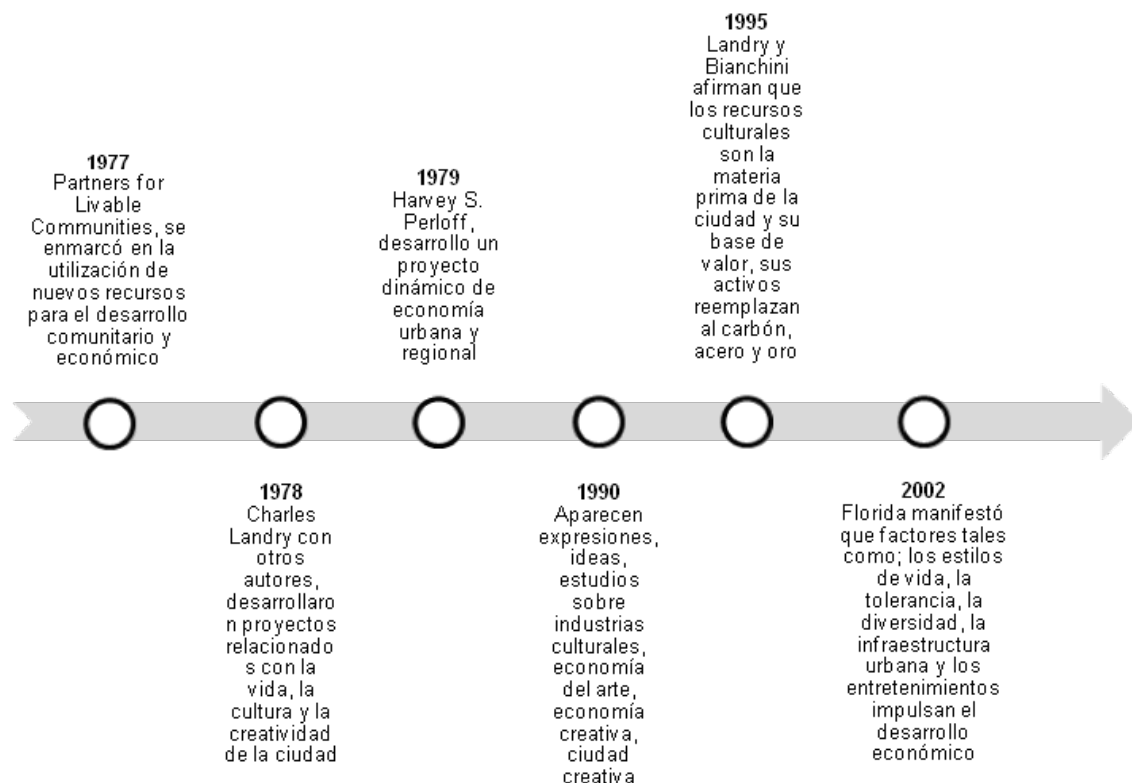 1977
Partners for
Livable
Communities, se
enmarcó en la
utilización de
nuevos recursos
para el desarrollo
comunitario y
económico
1978
Charles
Landry con
otros
autores,
desarrollaro
n proyectos
relacionado
s con la
vida, la
cultura y la
creatividad
de la ciudad
1979
Harvey S.
Perloff,
desarrollo un
proyecto
dinámico de
economía
urbana y
regional
1990
Aparecen
expresiones,
ideas,
estudios
sobre
industrias
culturales,
economía
del arte,
economía
creativa,
ciudad
creativa
1995
Landry y
Bianchini
afirman que
los recursos
culturales
son la
materia
prima de la
ciudad y su
base de
valor, sus
activos
reemplazan
al carbón,
acero y oro
2002
Florida manifestó
que factores tales
como; los estilos
de vida, la
tolerancia, la
diversidad, la
infraestructura
urbana y los
entretenimientos
impulsan el
desarrollo
económico